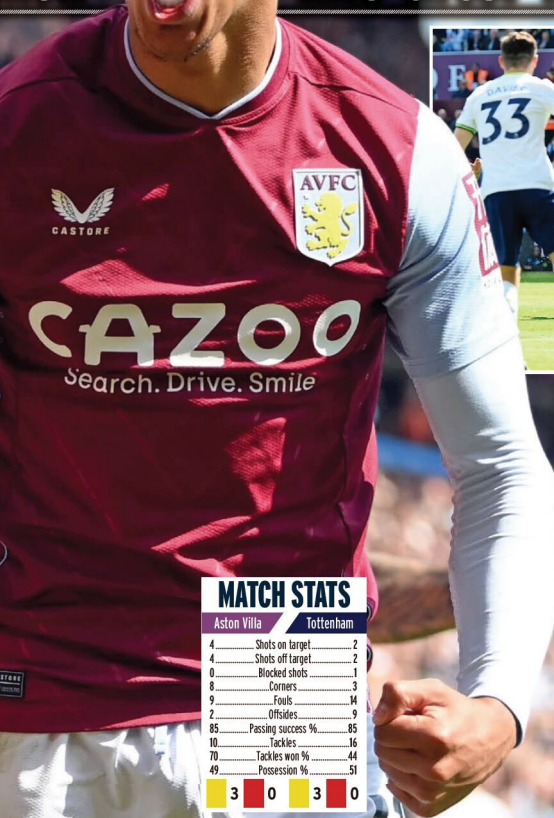 DAVIES
33
AVFC
CASTORE
CAZOO
Search. Drive. Smile
MATCH STATS
Aston Villa Tottenham
4 Shots on target 2
4 Shots off target 2
0 Blocked shots 1
8 Corners 3
9 Fouls 14
2 Offsides 9
85 Passing success % 85
10 Tackles 16
70 Tackles won % 44
49 Possession % 51
3 0 3 0